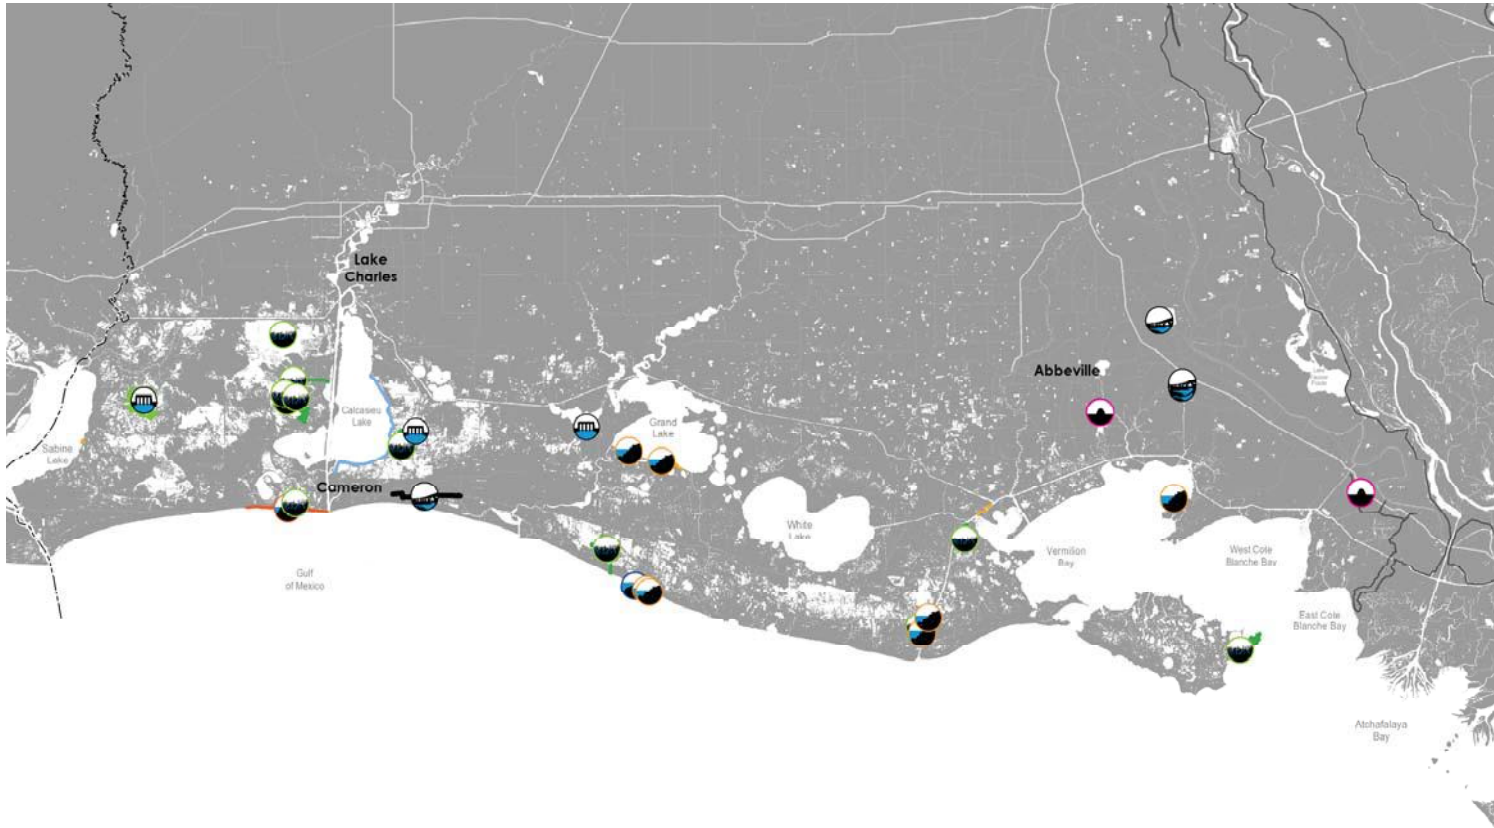 Lake
Charles
Abbeville
Calcasieu
Lake
Grand
Lake
Sabine
Lake
Cameron
White
Lake
Vermilion
Bay
West Cote
Blanche Bay
Gulf
of Mexico
East Cote
Blanche Bay
Atchafalaya
Bay